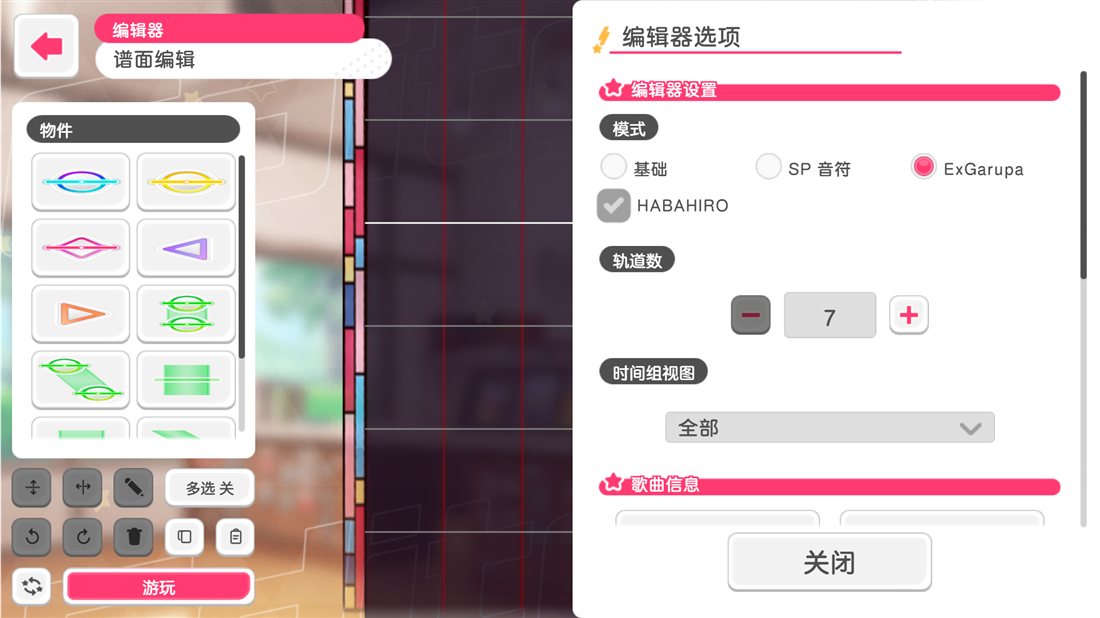 编辑器
谱面编辑
物件
多选 关
游玩
编辑器选项
编辑器设置
模式
基础
SP 音符
ExGarupa
HABAHIRO
轨道数
7
时间组视图
全部
歌曲信息
关闭